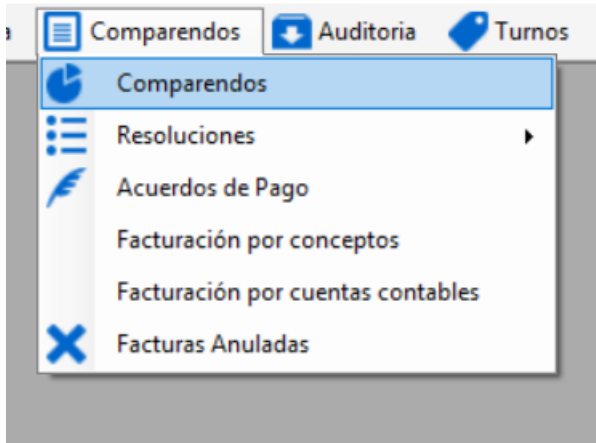 Comparendos Auditoria Turnos
Comparendos
Resoluciones
Acuerdos de Pago
Facturación por conceptos
Facturación por cuentas contables
Facturas Anuladas